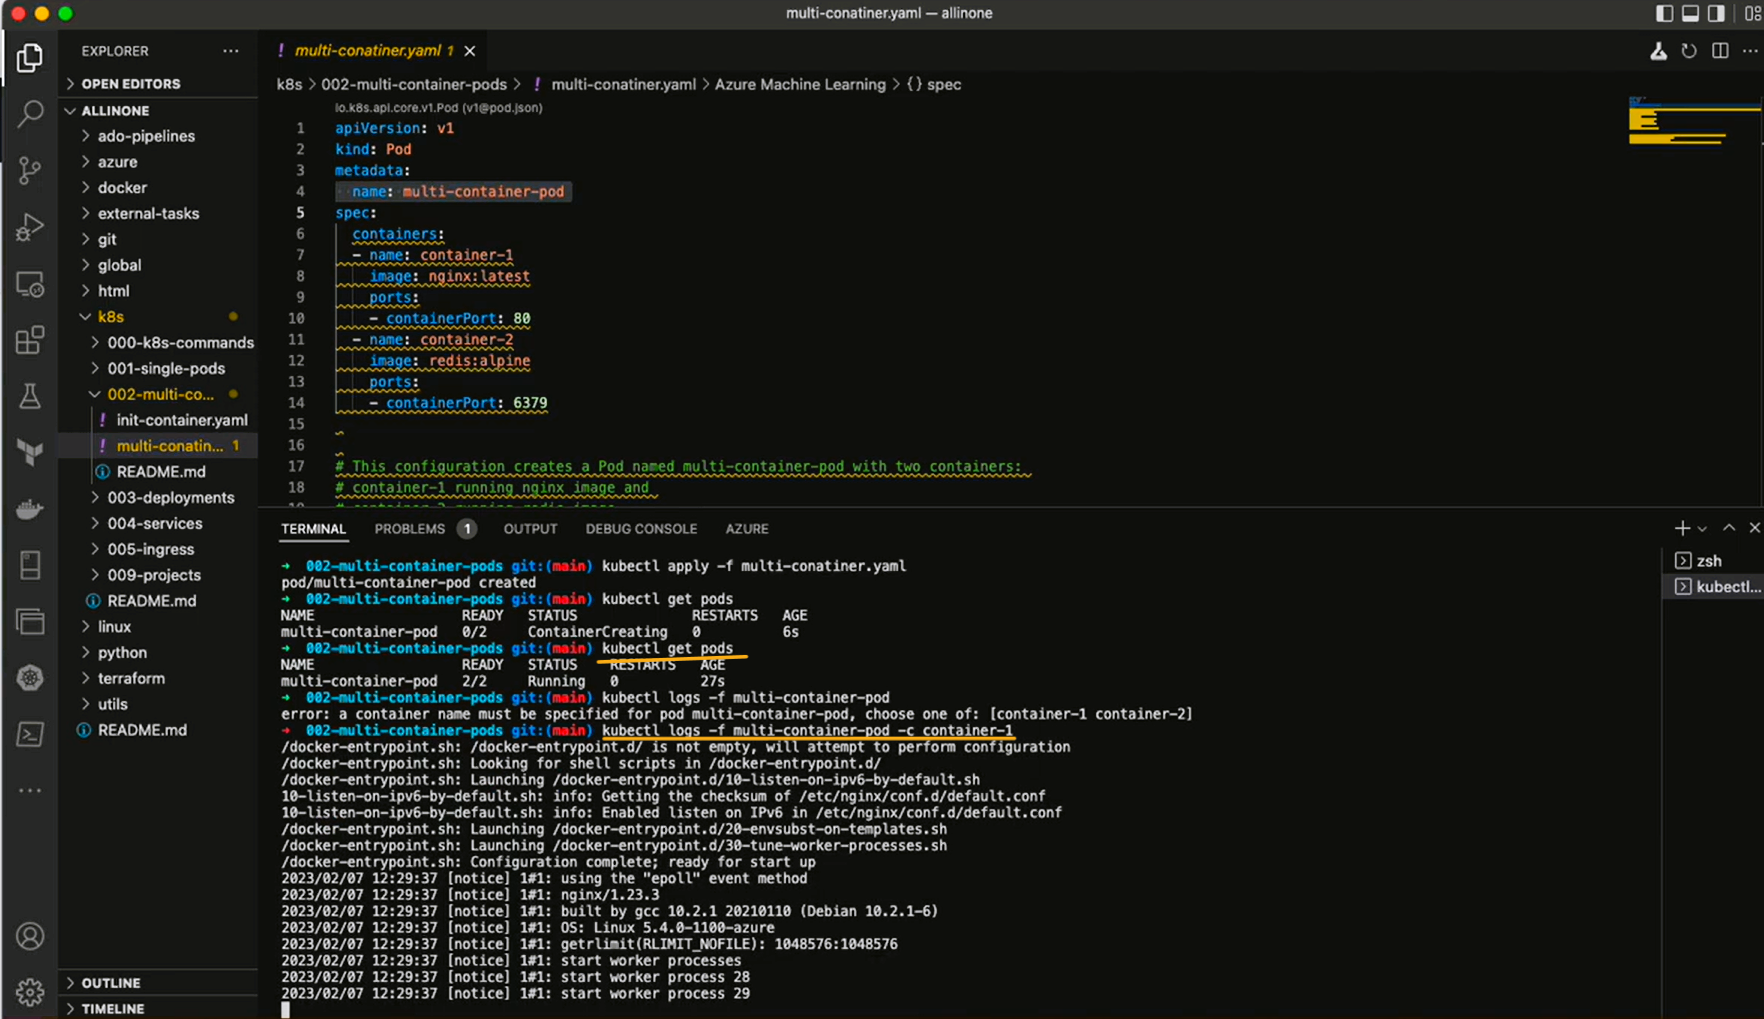 multi-conatiner.yaml — allinone
EXPLORER
OPEN EDITORS
ALLINONE
ado-pipelines
azure
docker
external-tasks
git
global
html
k8s
000-k8s-commands
001-single-pods
002-multi-co...
init-container.yaml
multi-conatin... 1
README.md
003-deployments
004-services
005-ingress
009-projects
README.md
linux
python
terraform
utils
README.md
OUTLINE
TIMELINE
! multi-conatiner.yaml 1 ×
k8s > 002-multi-container-pods > ! multi-conatiner.yaml > Azure Machine Learning > {} spec
io.k8s.api.core.v1.Pod (v1@pod.json)
1 apiVersion: v1
2 kind: Pod
3 metadata:
4 name: multi-container-pod
5 spec:
6 containers:
7 - name: container-1
8 image: nginx:latest
9 ports:
10 - containerPort: 80
11 - name: container-2
12 image: redis:alpine
13 ports:
14 - containerPort: 6379
15
16
17 # This configuration creates a Pod named multi-container-pod with two containers:
18 # container-1 running nginx image and
TERMINAL PROBLEMS 1 OUTPUT DEBUG CONSOLE AZURE
→ 002-multi-container-pods git:(main) kubectl apply -f multi-conatiner.yaml
pod/multi-container-pod created
→ 002-multi-container-pods git:(main) kubectl get pods
NAME READY STATUS RESTARTS AGE
multi-container-pod 0/2 ContainerCreating 0 6s
→ 002-multi-container-pods git:(main) kubectl get pods
NAME READY STATUS RESTARTS AGE
multi-container-pod 2/2 Running 0 27s
→ 002-multi-container-pods git:(main) kubectl logs -f multi-container-pod
error: a container name must be specified for pod multi-container-pod, choose one of: [container-1 container-2]
→ 002-multi-container-pods git:(main) kubectl logs -f multi-container-pod -c container-1
/docker-entrypoint.sh: /docker-entrypoint.d/ is not empty, will attempt to perform configuration
/docker-entrypoint.sh: Looking for shell scripts in /docker-entrypoint.d/
/docker-entrypoint.sh: Launching /docker-entrypoint.d/10-listen-on-ipv6-by-default.sh
10-listen-on-ipv6-by-default.sh: info: Getting the checksum of /etc/nginx/conf.d/default.conf
10-listen-on-ipv6-by-default.sh: info: Enabled listen on IPv6 in /etc/nginx/conf.d/default.conf
/docker-entrypoint.sh: Launching /docker-entrypoint.d/20-envsubst-on-templates.sh
/docker-entrypoint.sh: Launching /docker-entrypoint.d/30-tune-worker-processes.sh
/docker-entrypoint.sh: Configuration complete; ready for start up
2023/02/07 12:29:37 [notice] 1#1: using the "epoll" event method
2023/02/07 12:29:37 [notice] 1#1: nginx/1.23.3
2023/02/07 12:29:37 [notice] 1#1: built by gcc 10.2.1 20210110 (Debian 10.2.1-6)
2023/02/07 12:29:37 [notice] 1#1: OS: Linux 5.4.0-1100-azure
2023/02/07 12:29:37 [notice] 1#1: getrlimit(RLIMIT_NOFILE): 1048576:1048576
2023/02/07 12:29:37 [notice] 1#1: start worker processes
2023/02/07 12:29:37 [notice] 1#1: start worker process 28
2023/02/07 12:29:37 [notice] 1#1: start worker process 29
zsh
kubectl...